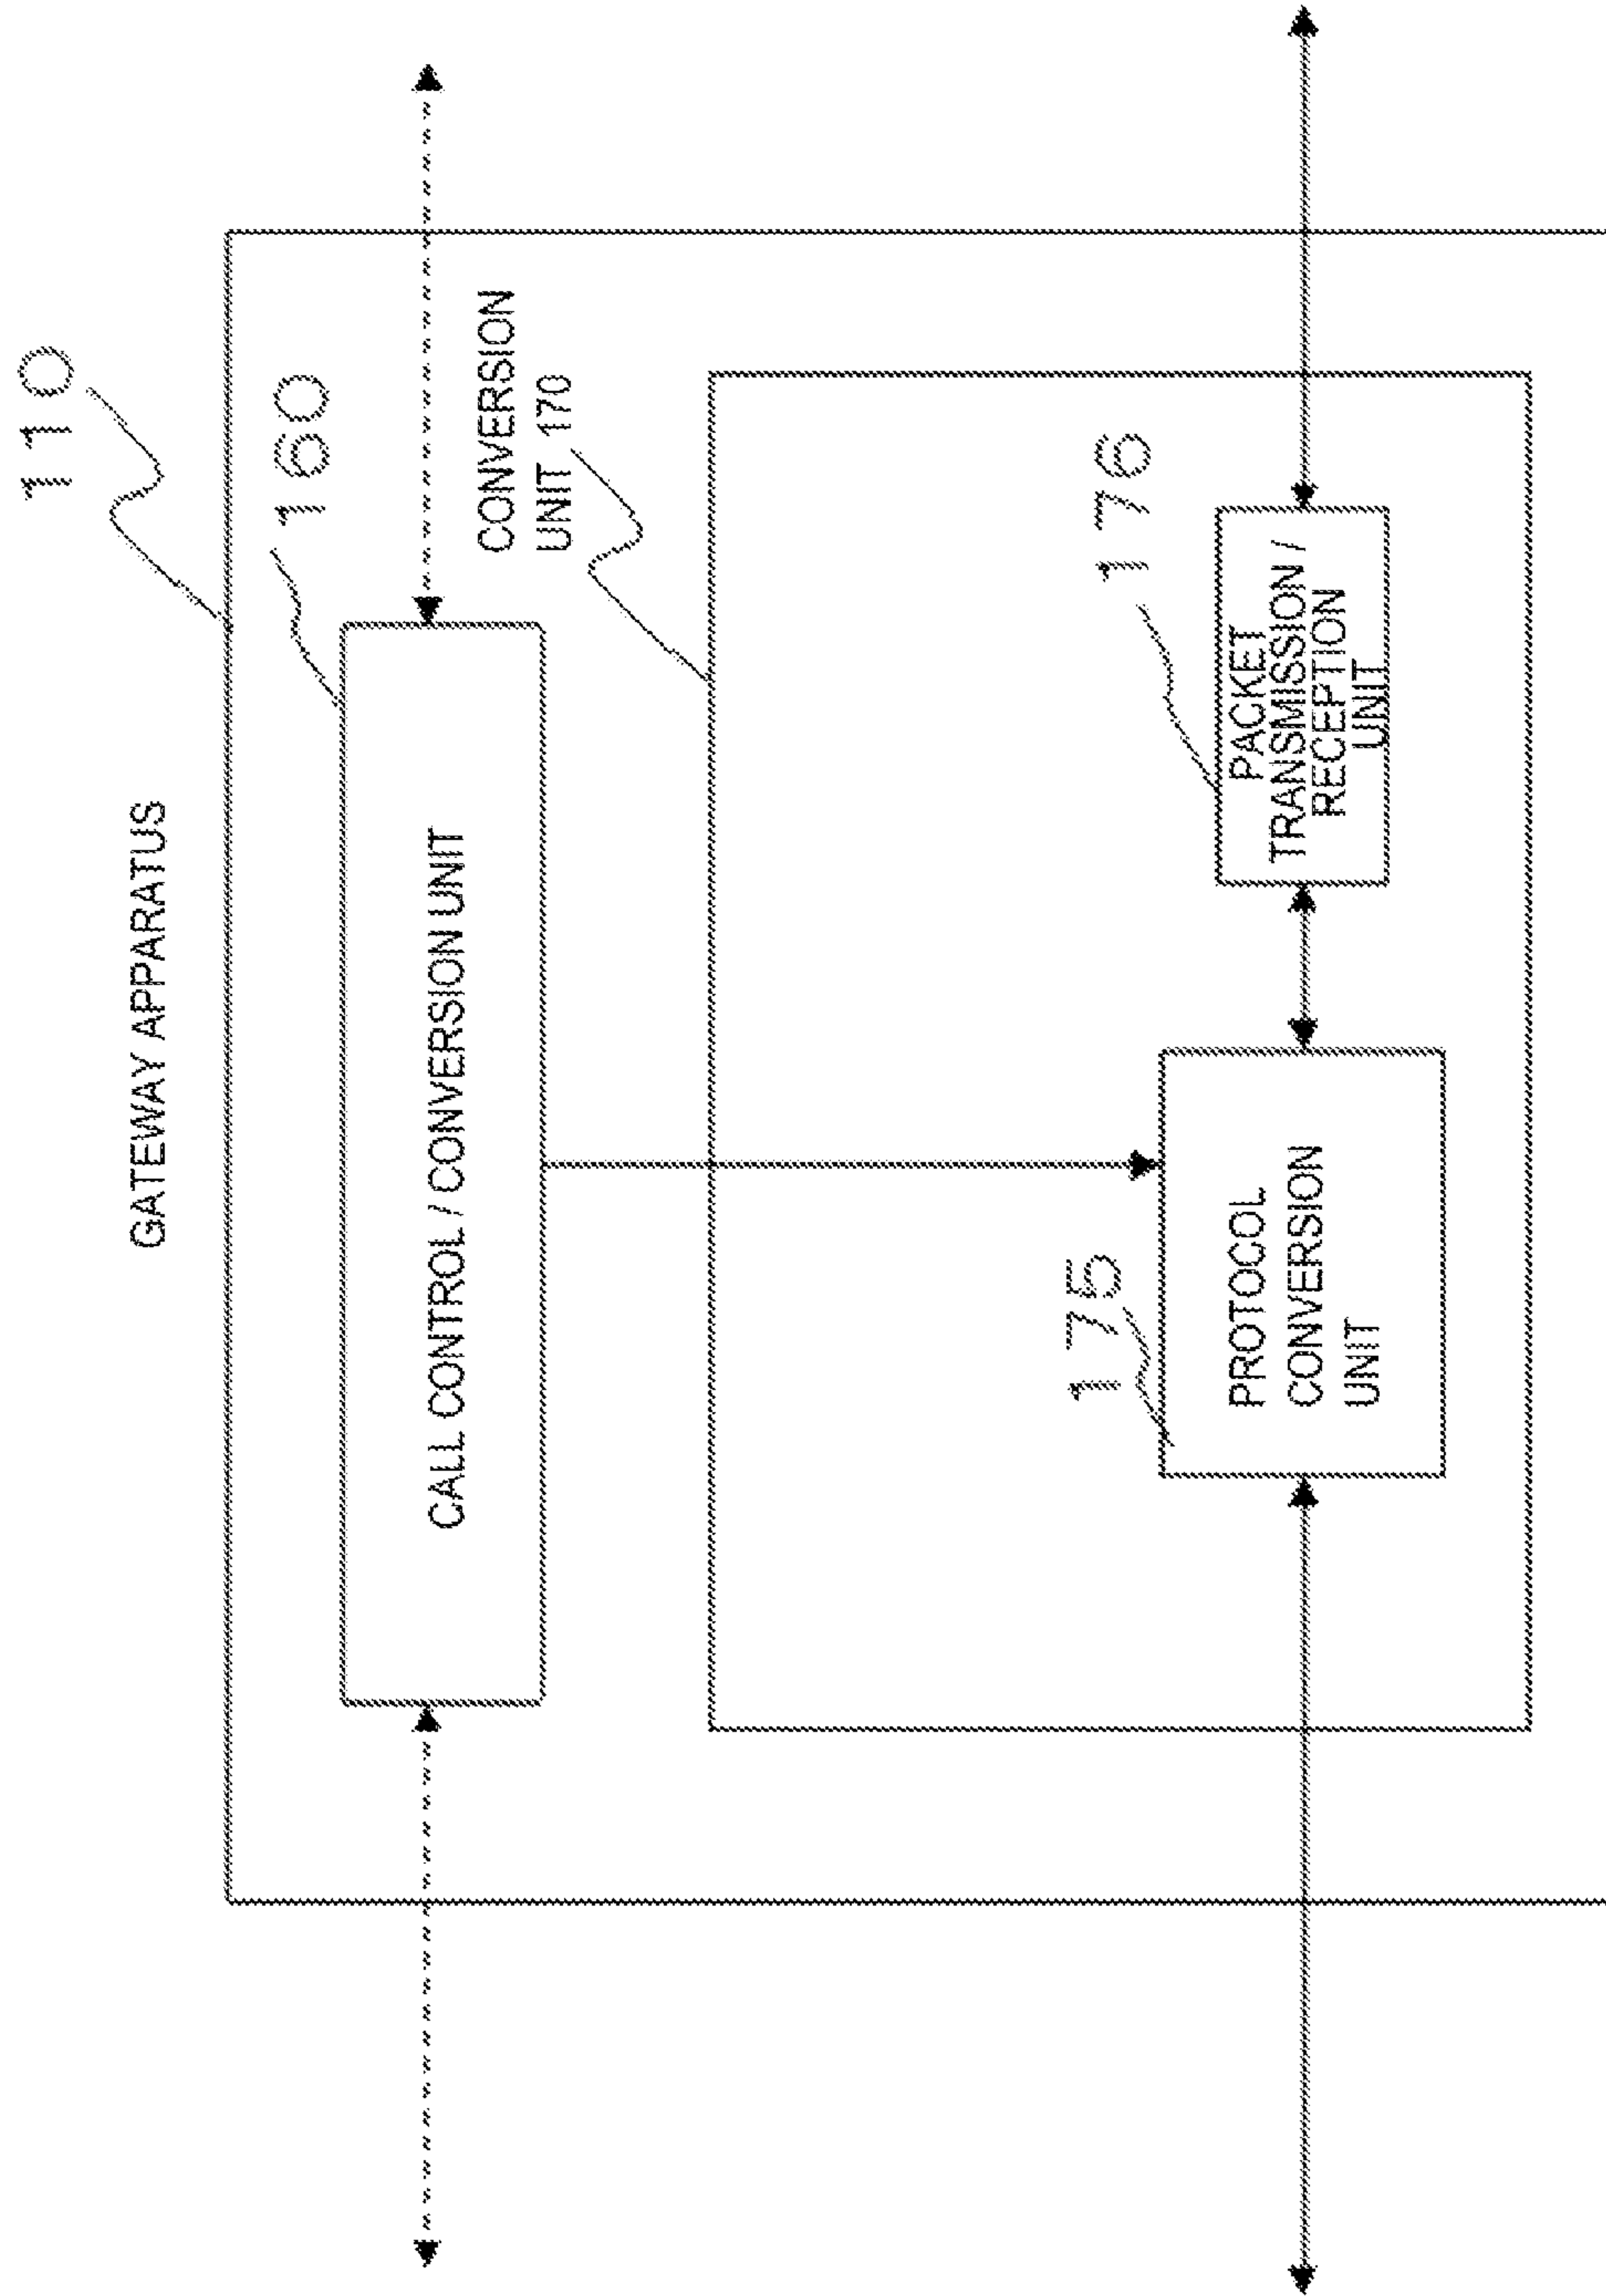 110
GATEWAY APPARATUS
160
CALL CONTROL / CONVERSION UNIT
CONVERSION
UNIT 170
175
PROTOCOL
CONVERSION
UNIT
176
PACKET
TRANSMISSION /
RECEPTION
UNIT